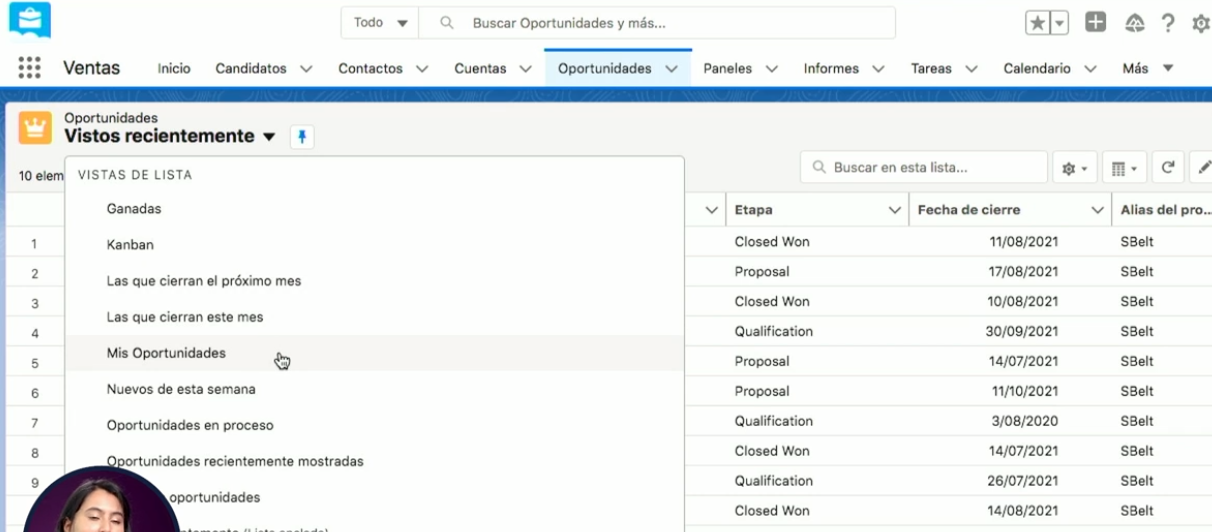 Todo Buscar Oportunidades y más...
Ventas Inicio Candidatos Contactos Cuentas Oportunidades Paneles Informes Tareas Calendario Más
Oportunidades
Vistos recientemente
10 elem
Buscar en esta lista...
VISTAS DE LISTA
Ganadas
Kanban
Las que cierran el próximo mes
Las que cierran este mes
Mis Oportunidades
Nuevos de esta semana
Oportunidades en proceso
Oportunidades recientemente mostradas
oportunidades
Etapa Fecha de cierre Alias del pro...
1 Closed Won 11/08/2021 SBelt
2 Proposal 17/08/2021 SBelt
3 Closed Won 10/08/2021 SBelt
4 Qualification 30/09/2021 SBelt
5 Proposal 14/07/2021 SBelt
6 Proposal 11/10/2021 SBelt
7 Qualification 3/08/2020 SBelt
8 Closed Won 14/07/2021 SBelt
9 Qualification 26/07/2021 SBelt
Closed Won 14/08/2021 SBelt